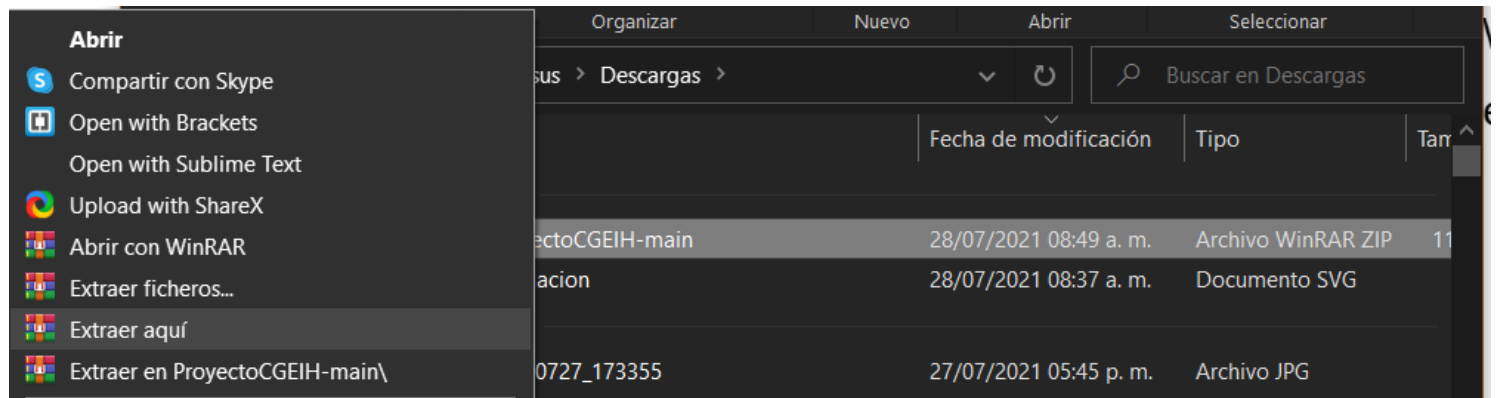 Organizar Nuevo Abrir Seleccionar
Abrir
Compartir con Skype
Open with Brackets
Open with Sublime Text
Upload with ShareX
Abrir con WinRAR
Extraer ficheros...
Extraer aquí
Extraer en ProyectoCGEIH-main\
sus > Descargas > Buscar en Descargas
Fecha de modificación Tipo Tam
ectoCGEIH-main 28/07/2021 08:49 a. m. Archivo WinRAR ZIP 11
acion 28/07/2021 08:37 a. m. Documento SVG
0727_173355 27/07/2021 05:45 p. m. Archivo JPG